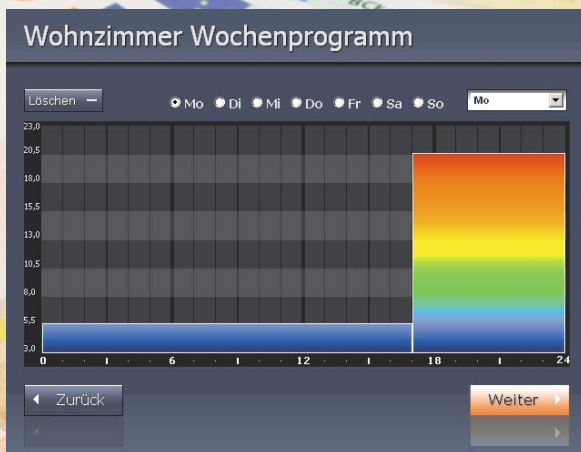 Wohnzimmer Wochenprogramm
Löschen
Mo Di Mi Do Fr Sa So
Mo
23,0
20,5
18,0
15,5
13,0
10,5
8,0
5,5
3,0
0 6 12 18 24
Zurück
Weiter